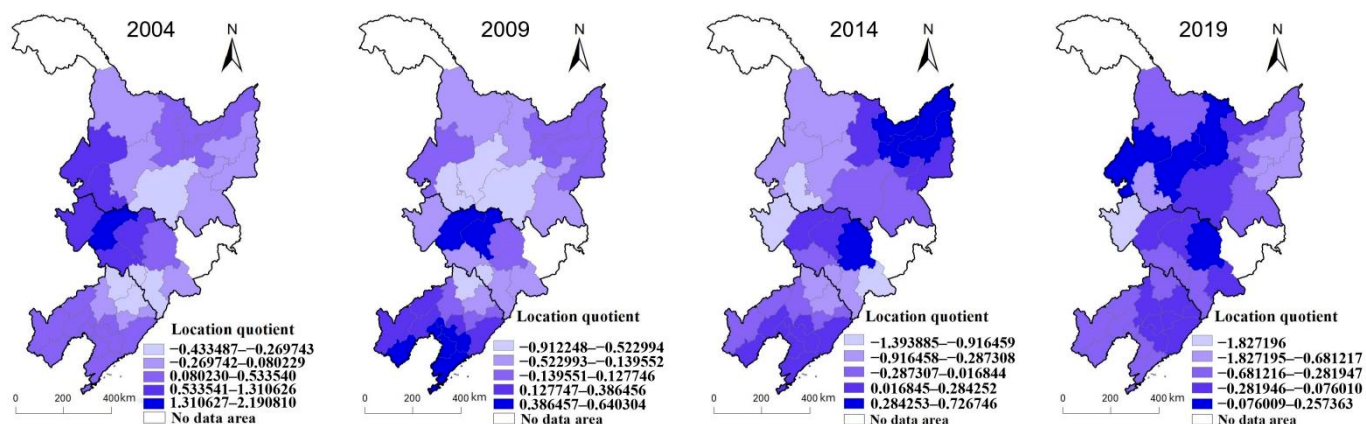 2004
N
Location quotient
−0.433487–−0.269743
−0.269742–0.080229
0.080230–0.533540
0.533541–1.310626
1.310627–2.190810
No data area
0 200 400 km
2009
N
Location quotient
−0.912248–−0.522994
−0.522993–−0.139552
−0.139551–0.127746
0.127747–0.386456
0.386457–0.640304
No data area
0 200 400 km
2014
N
Location quotient
−1.393885–−0.916459
−0.916458–−0.287308
−0.287307–0.016844
0.016845–0.284252
0.284253–0.726746
No data area
0 200 400 km
2019
N
Location quotient
−1.827196
−1.827195–−0.681217
−0.681216–−0.281947
−0.281946–−0.076010
−0.076009–0.257363
No data area
0 200 400 km